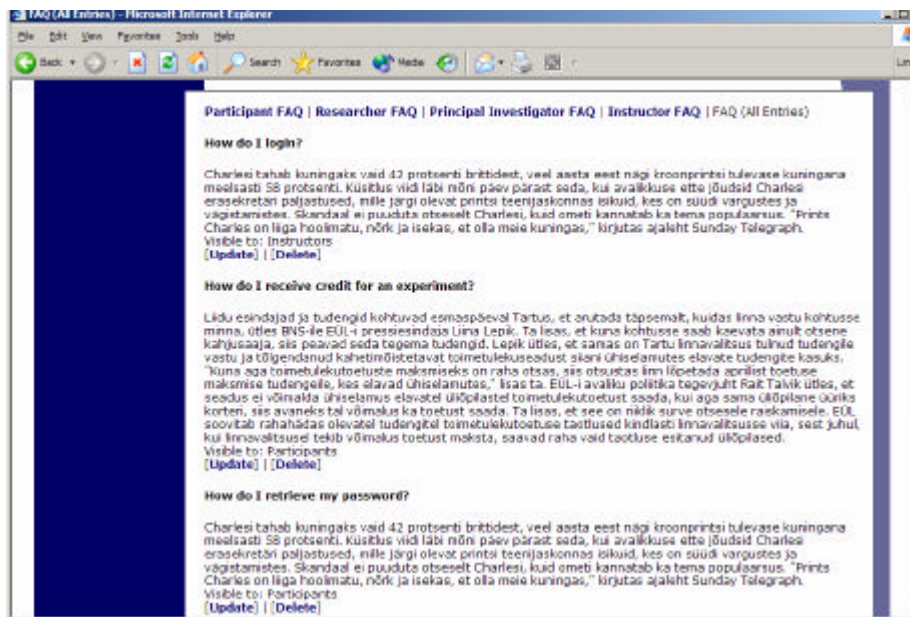 FAQ (All Entries) - Microsoft Internet Explorer
File Edit View Favorites Tools Help
Back Search Favorites Media
Participant FAQ | Researcher FAQ | Principal Investigator FAQ | Instructor FAQ | FAQ (All Entries)
How do I login?
Charlesi tahab kuningaks vaid 42 protsenti brittidest, veel aasta eest nägi kroonprintsi tulevase kuningana
meelsasti 58 protsenti. Küsitlus viidi läbi mõni päev pärast seda, kui avalikkuse ette jõudsid Charlesi
erasekretäri paljastused, mille järgi olevat printsi teenijaskonnas isikuid, kes on süüdi vargustes ja
vägistamistes. Skandaal ei puuduta otseselt Charlesi, kuid ometi kannatab ka tema populaarsus. "Prints
Charles on liiga hoolimatu, nõrk ja isekas, et olla meie kuningas," kirjutas ajaleht Sunday Telegraph.
Visible to: Instructors
[Update] | [Delete]
How do I receive credit for an experiment?
Liidu esindajad ja tudengid kohtuvad esmaspäeval Tartus, et arutada täpsemalt, kuidas linna vastu kohtusse
minna, ütles BNS-ile EÜL-i pressiesindaja Liina Lepik. Ta lisas, et kuna kohtusse saab kaevata ainult otsene
kahjusaaja, siis peavad seda tegema tudengid. Lepik ütles, et samas on Tartu linnavalitsus tulnud tudengile
vastu ja tõlgendanud kahetimõistetavat toimetulekuseadust siiani ühiselamutes elavate tudengite kasuks.
"Kuna aga toimetulekutoetuste maksmiseks on raha otsas, siis otsustas linn lõpetada aprillist toetuse
maksmise tudengeile, kes elavad ühiselamutes," lisas ta. EÜL-i avaliku poliitika tegevjuht Rait Talvik ütles, et
seadus ei võimalda ühiselamus elavatel üliõpilastel toimetulekutoetust saada, kui aga sama üliõpilane üüriks
korteri, siis avaneks tal võimalus ka toetust saada. Ta lisas, et see on riiklik surve otsesele raiskamisele. EÜL
soovitab rahahädas olevatel tudengitel toimetulekutoetuse taotlused kindlasti linnavalitsusse viia, sest juhul,
kui linnavalitsusel tekib võimalus toetust maksta, saavad raha vaid taotluse esitanud üliõpilased.
Visible to: Participants
[Update] | [Delete]
How do I retrieve my password?
Charlesi tahab kuningaks vaid 42 protsenti brittidest, veel aasta eest nägi kroonprintsi tulevase kuningana
meelsasti 58 protsenti. Küsitlus viidi läbi mõni päev pärast seda, kui avalikkuse ette jõudsid Charlesi
erasekretäri paljastused, mille järgi olevat printsi teenijaskonnas isikuid, kes on süüdi vargustes ja
vägistamistes. Skandaal ei puuduta otseselt Charlesi, kuid ometi kannatab ka tema populaarsus. "Prints
Charles on liiga hoolimatu, nõrk ja isekas, et olla meie kuningas," kirjutas ajaleht Sunday Telegraph.
Visible to: Participants
[Update] | [Delete]